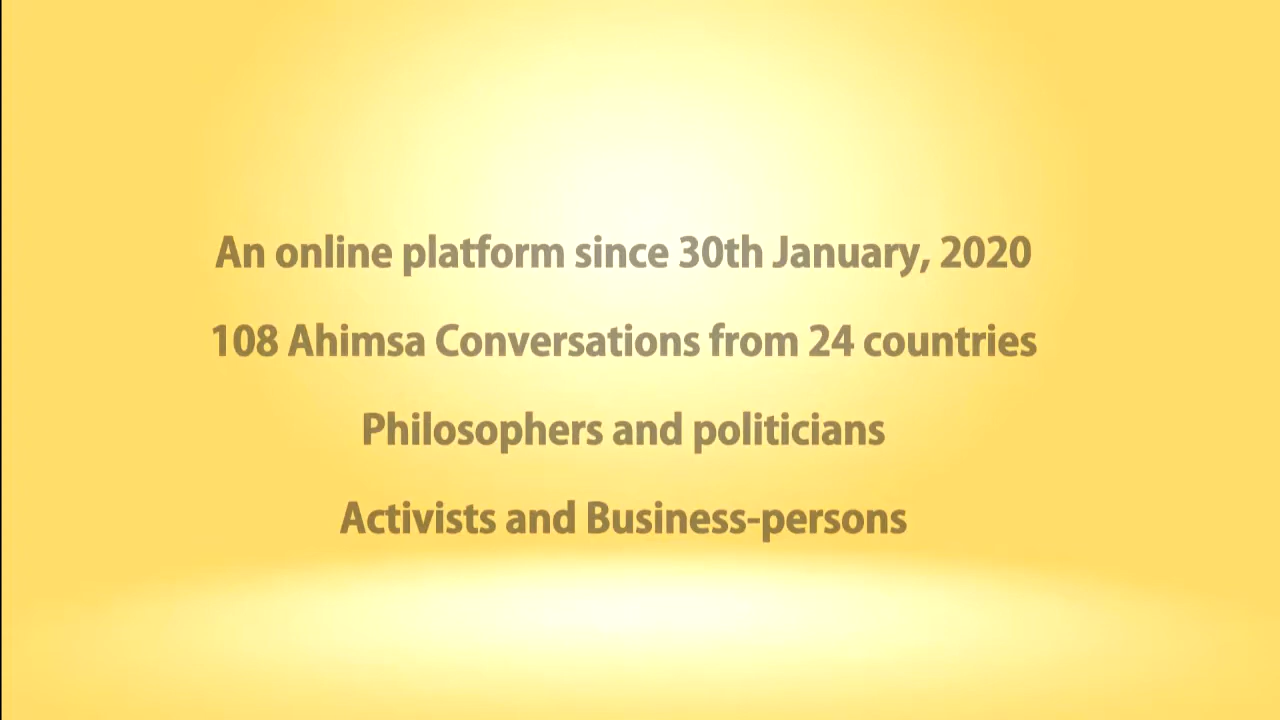 An online platform since 30th January, 2020
108 Ahimsa Conversations from 24 countries
Philosophers and politicians
Activists and Business-persons